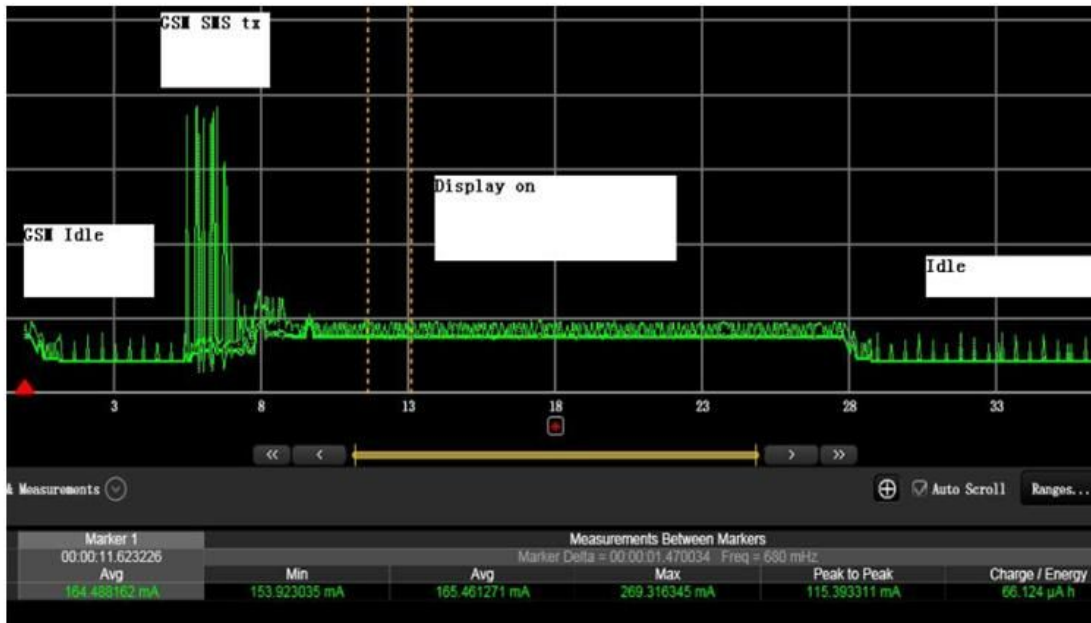 GSM SMS tx
Display on
GSM Idle
Idle
3 8 13 18 23 28 33
Measurements
Auto Scroll Ranges...
Marker 1 Measurements Between Markers
00:00:11.623226 Marker Delta = 00:00:01.470034 Freq = 680 mHz
Avg Min Avg Max Peak to Peak Charge / Energy
164.488162 mA 153.923035 mA 165.461271 mA 269.316345 mA 115.393311 mA 66.124 µA h